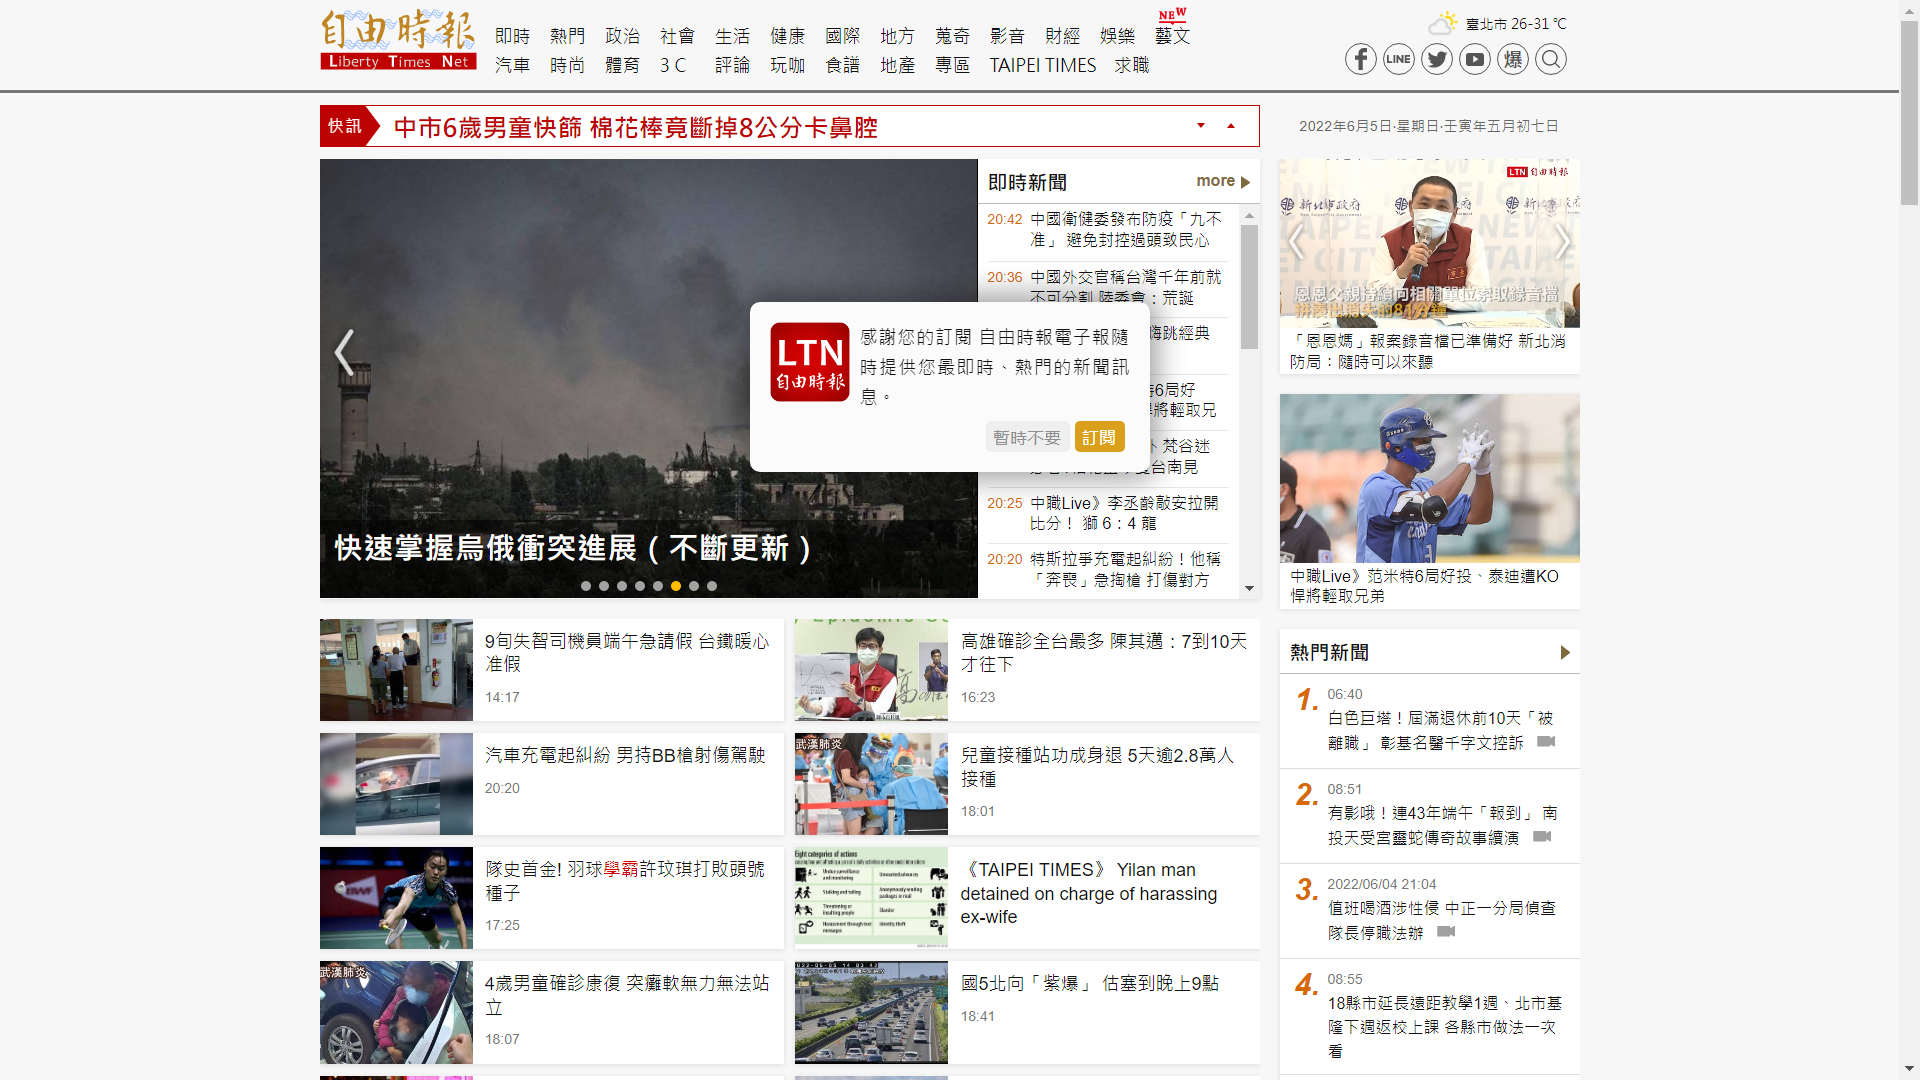 自由時報
Liberty Times Net
即時 熱門 政治 社會 生活 健康 國際 地方 蒐奇 影音 財經 娛樂 NEW 藝文
汽車 時尚 體育 3 C 評論 玩咖 食譜 地產 專區 TAIPEI TIMES 求職
臺北市 26-31 ℃
LINE 爆
快訊 中市6歲男童快篩 棉花棒竟斷掉8公分卡鼻腔
2022年6月5日‧星期日‧壬寅年五月初七日
快速掌握烏俄衝突進展（不斷更新）
即時新聞 more
20:42 中國衛健委發布防疫「九不
准」 避免封控過頭致民心
20:36 中國外交官稱台灣千年前就
不可分割 陸委會：荒誕
嗨跳經典
6局好
將輕取兄
梵谷迷
台南見
20:25 中職Live》李丞齡敲安拉開
比分！ 獅 6：4 龍
20:20 特斯拉爭充電起糾紛！他稱
「奔喪」急掏槍 打傷對方
LTN
自由時報
感謝您的訂閱 自由時報電子報隨
時提供您最即時、熱門的新聞訊
息。
暫時不要 訂閱
LTN 自由時報
新北市政府
恩恩父親持續向相關單位索取錄音檔
拼湊出消失的81分鐘
「恩恩媽」報案錄音檔已準備好 新北消
防局：隨時可以來聽
中職Live》范米特6局好投、泰迪遭KO
悍將輕取兄弟
9旬失智司機員端午急請假 台鐵暖心
准假
14:17
高雄確診全台最多 陳其邁：7到10天
才往下
16:23
汽車充電起糾紛 男持BB槍射傷駕駛
20:20
武漢肺炎
兒童接種站功成身退 5天逾2.8萬人
接種
18:01
隊史首金! 羽球學霸許玟琪打敗頭號
種子
17:25
Eight categories of actions
《TAIPEI TIMES》 Yilan man
detained on charge of harassing
ex-wife
武漢肺炎
4歲男童確診康復 突癱軟無力無法站
立
18:07
國5北向「紫爆」 估塞到晚上9點
18:41
熱門新聞
1. 06:40
白色巨塔！屆滿退休前10天「被
離職」 彰基名醫千字文控訴
2. 08:51
有影哦！連43年端午「報到」 南
投天受宮靈蛇傳奇故事續演
3. 2022/06/04 21:04
值班喝酒涉性侵 中正一分局偵查
隊長停職法辦
4. 08:55
18縣市延長遠距教學1週、北市基
隆下週返校上課 各縣市做法一次
看